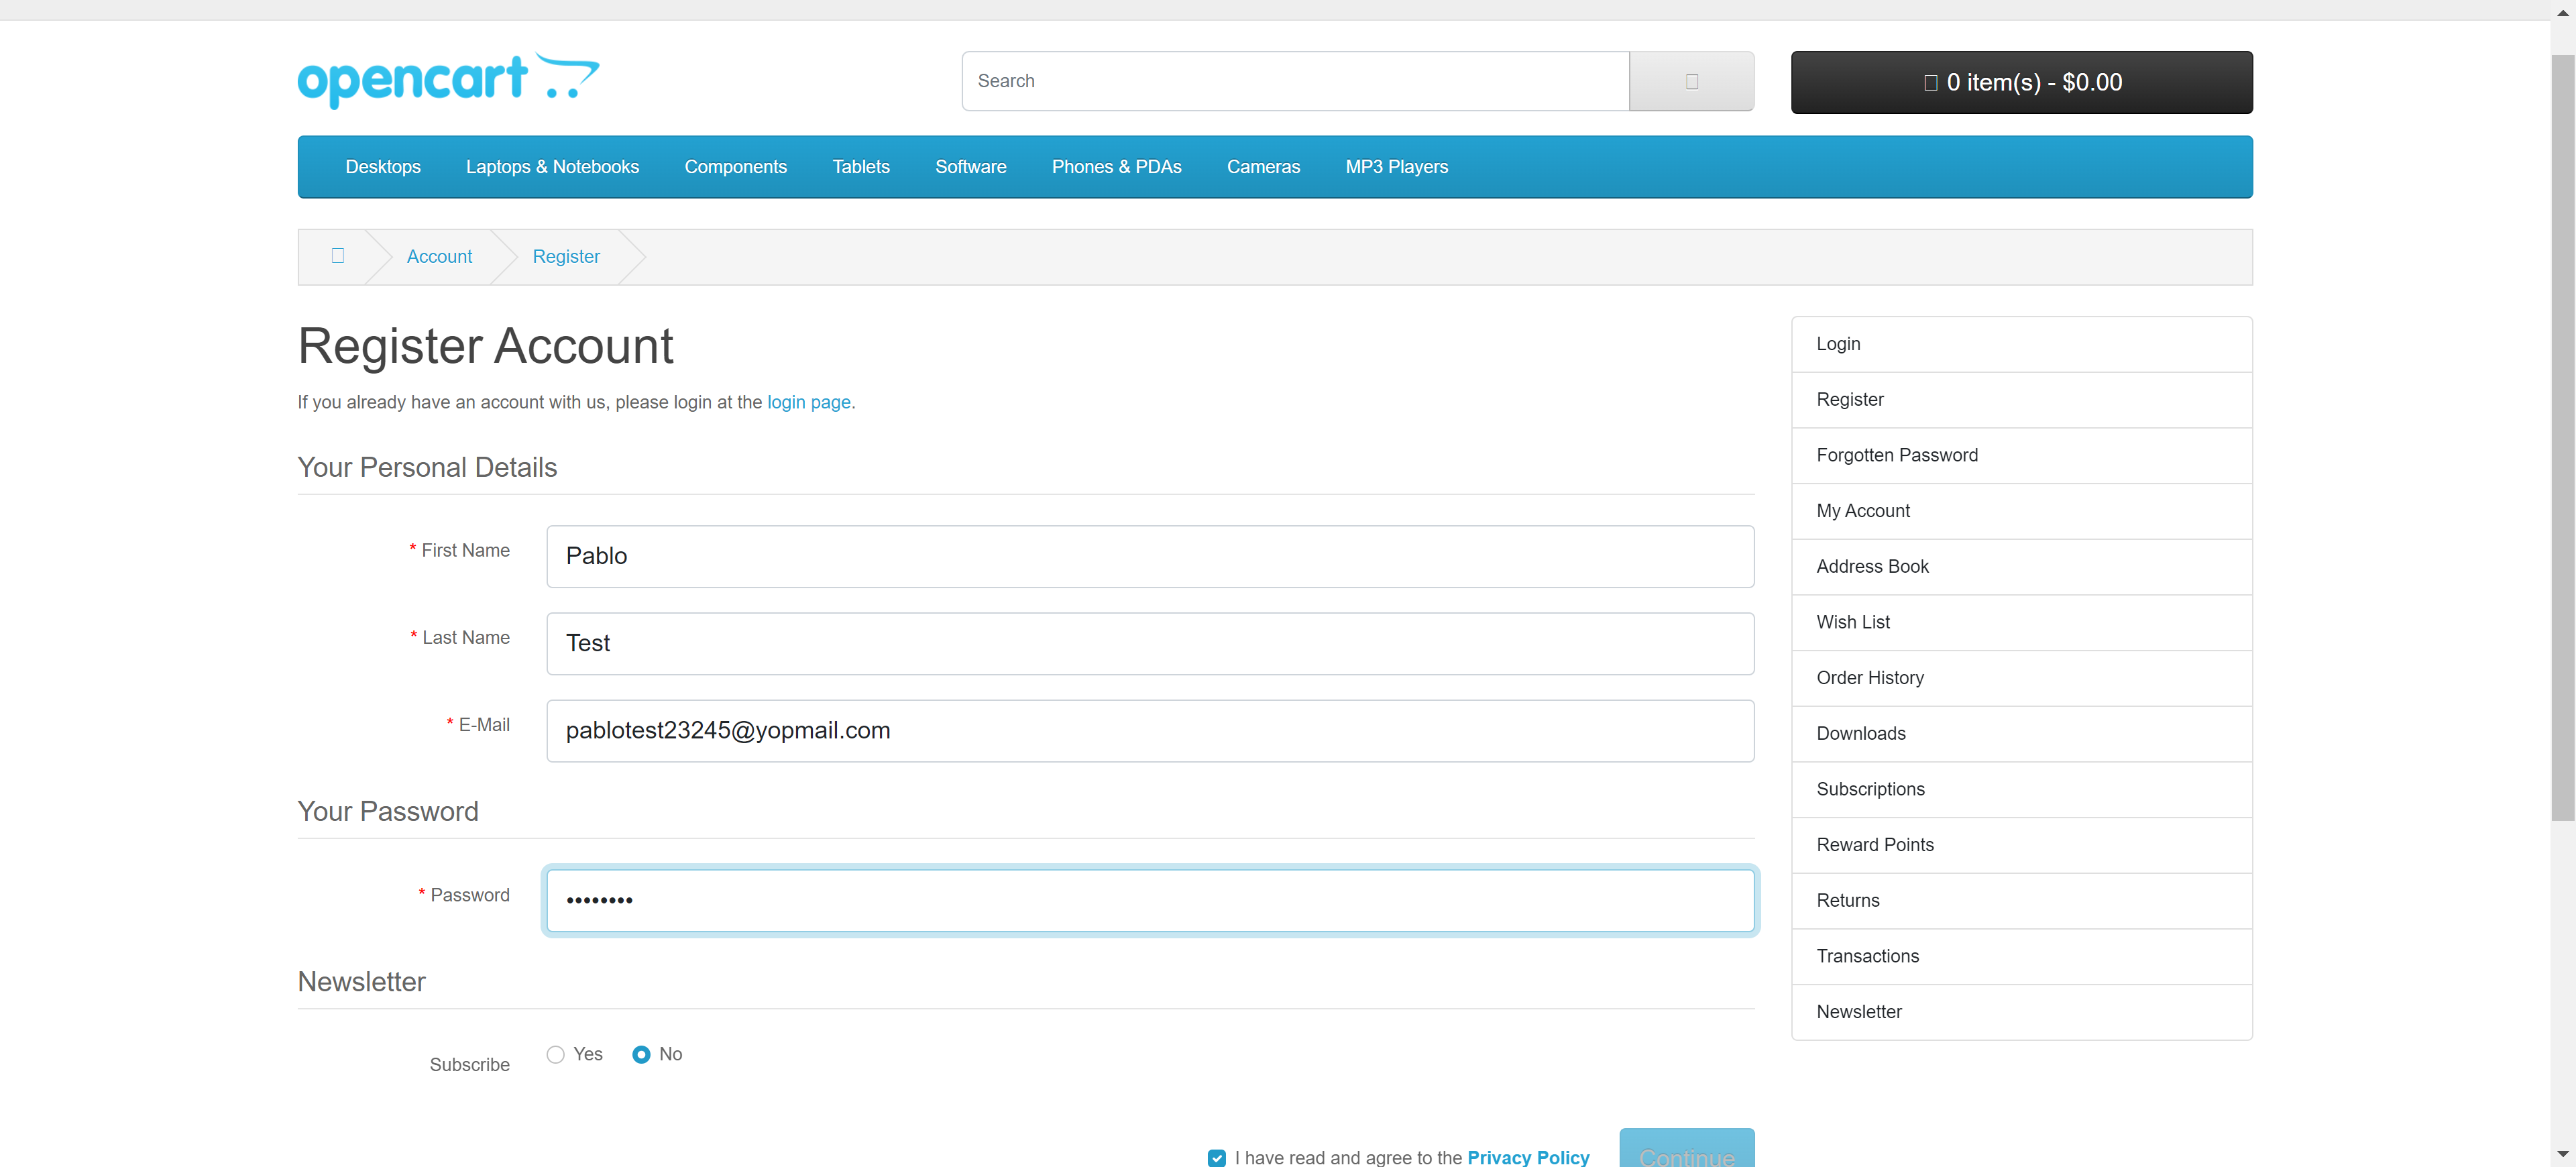 opencart
Search
0 item(s) - $0.00
Desktops Laptops & Notebooks Components Tablets Software Phones & PDAs Cameras MP3 Players
Account Register
Register Account
If you already have an account with us, please login at the login page.
Your Personal Details
* First Name Pablo
* Last Name Test
* E-Mail pablotest23245@yopmail.com
Your Password
* Password ••••••••
Newsletter
Subscribe Yes No
I have read and agree to the Privacy Policy Continue
Login
Register
Forgotten Password
My Account
Address Book
Wish List
Order History
Downloads
Subscriptions
Reward Points
Returns
Transactions
Newsletter